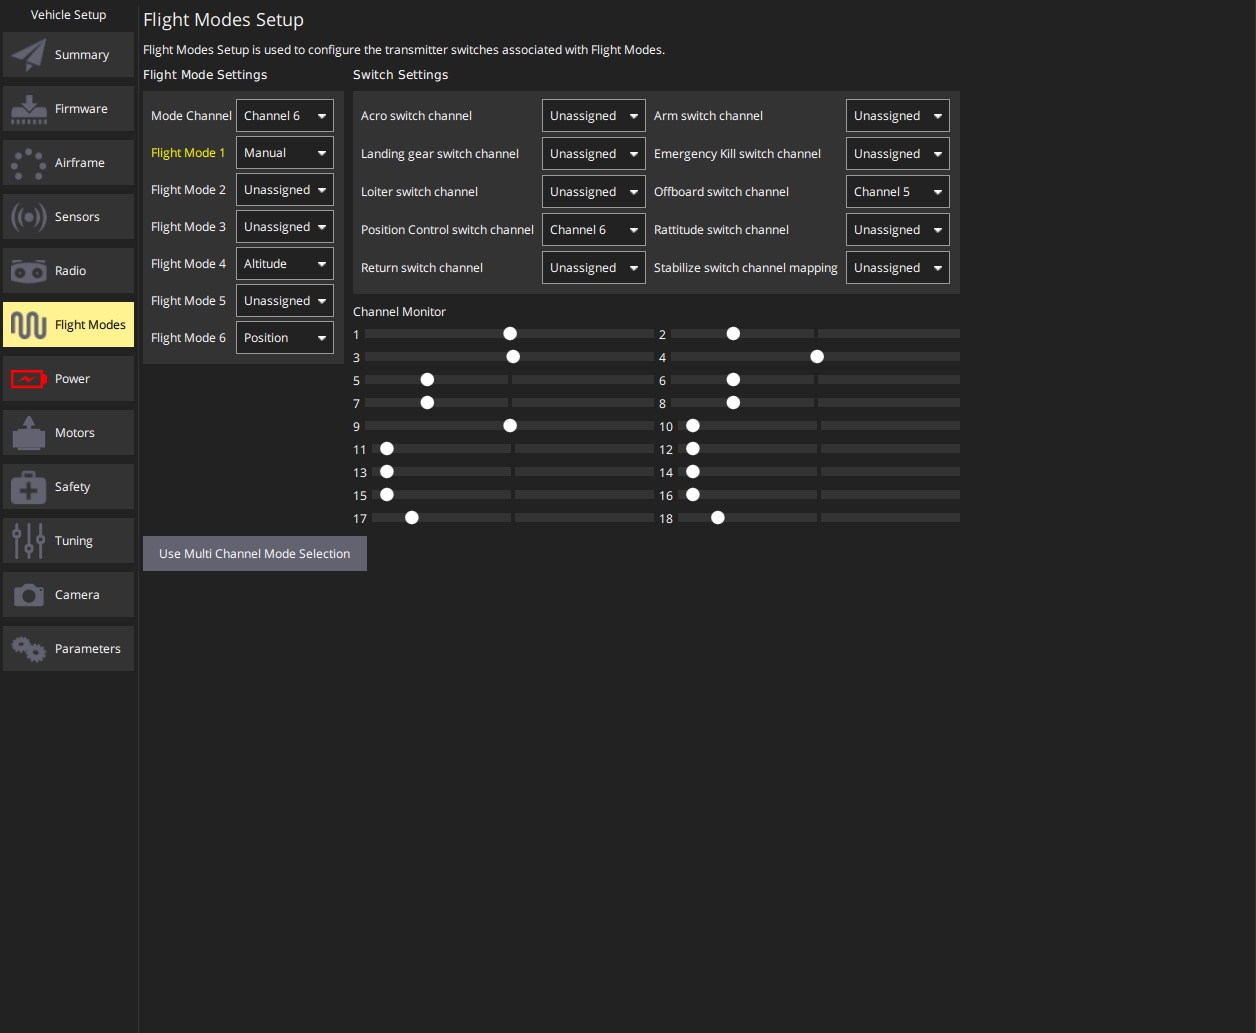 Vehicle Setup
Summary
Firmware
Airframe
Sensors
Radio
Flight Modes
Power
Motors
Safety
Tuning
Camera
Parameters
Flight Modes Setup
Flight Modes Setup is used to configure the transmitter switches associated with Flight Modes.
Flight Mode Settings
Mode Channel Channel 6
Flight Mode 1 Manual
Flight Mode 2 Unassigned
Flight Mode 3 Unassigned
Flight Mode 4 Altitude
Flight Mode 5 Unassigned
Flight Mode 6 Position
Switch Settings
Acro switch channel Unassigned Arm switch channel Unassigned
Landing gear switch channel Unassigned Emergency Kill switch channel Unassigned
Loiter switch channel Unassigned Offboard switch channel Channel 5
Position Control switch channel Channel 6 Rattitude switch channel Unassigned
Return switch channel Unassigned Stabilize switch channel mapping Unassigned
Channel Monitor
1 2
3 4
5 6
7 8
9 10
11 12
13 14
15 16
17 18
Use Multi Channel Mode Selection